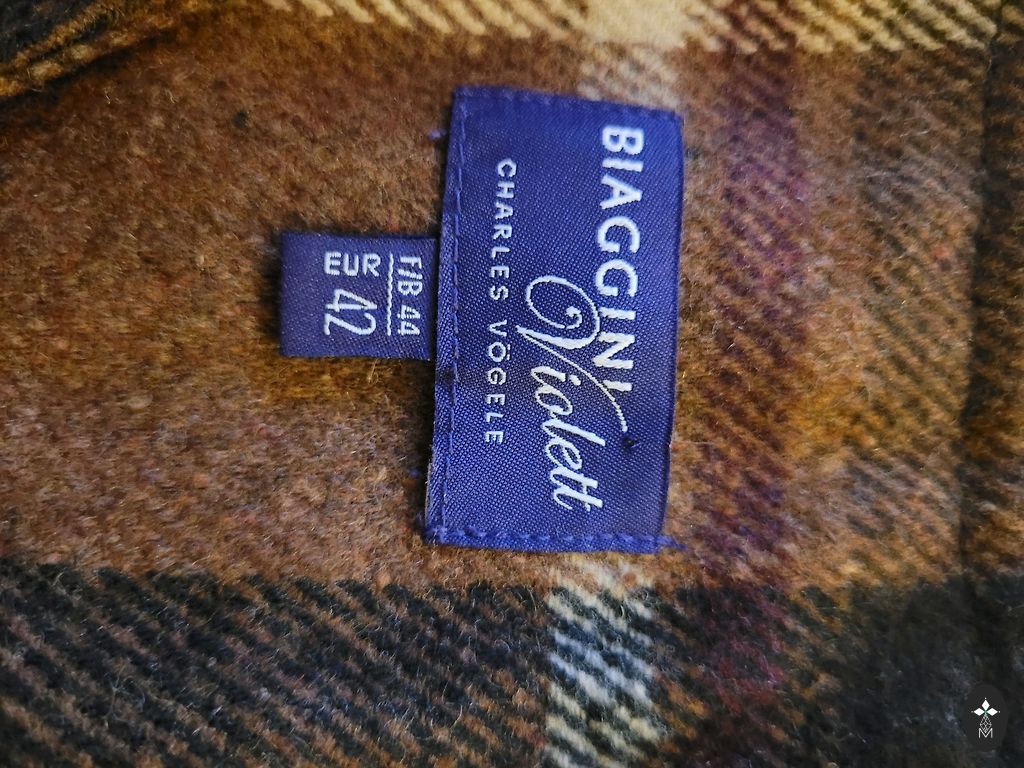 BIAGGINI
Violett
CHARLES VÖGELE
F/B 44
EUR
42
M